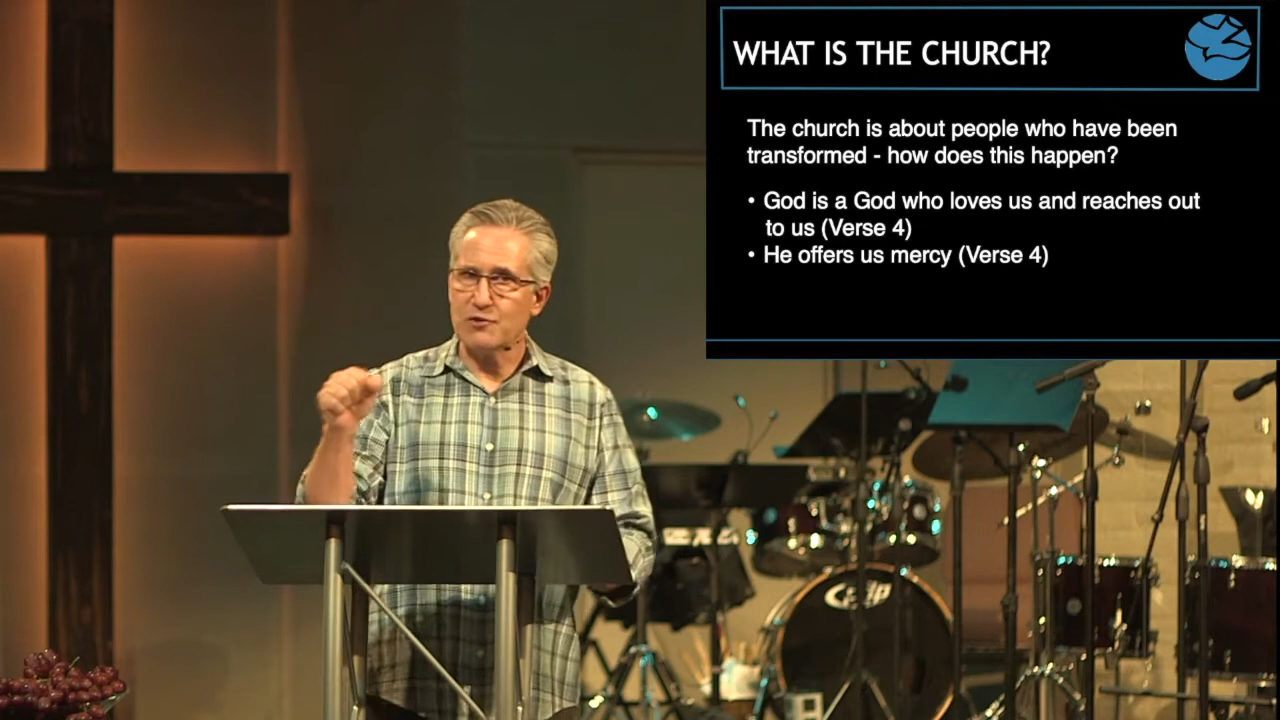 WHAT IS THE CHURCH?
The church is about people who have been
transformed - how does this happen?
• God is a God who loves us and reaches out
to us (Verse 4)
• He offers us mercy (Verse 4)
pdp